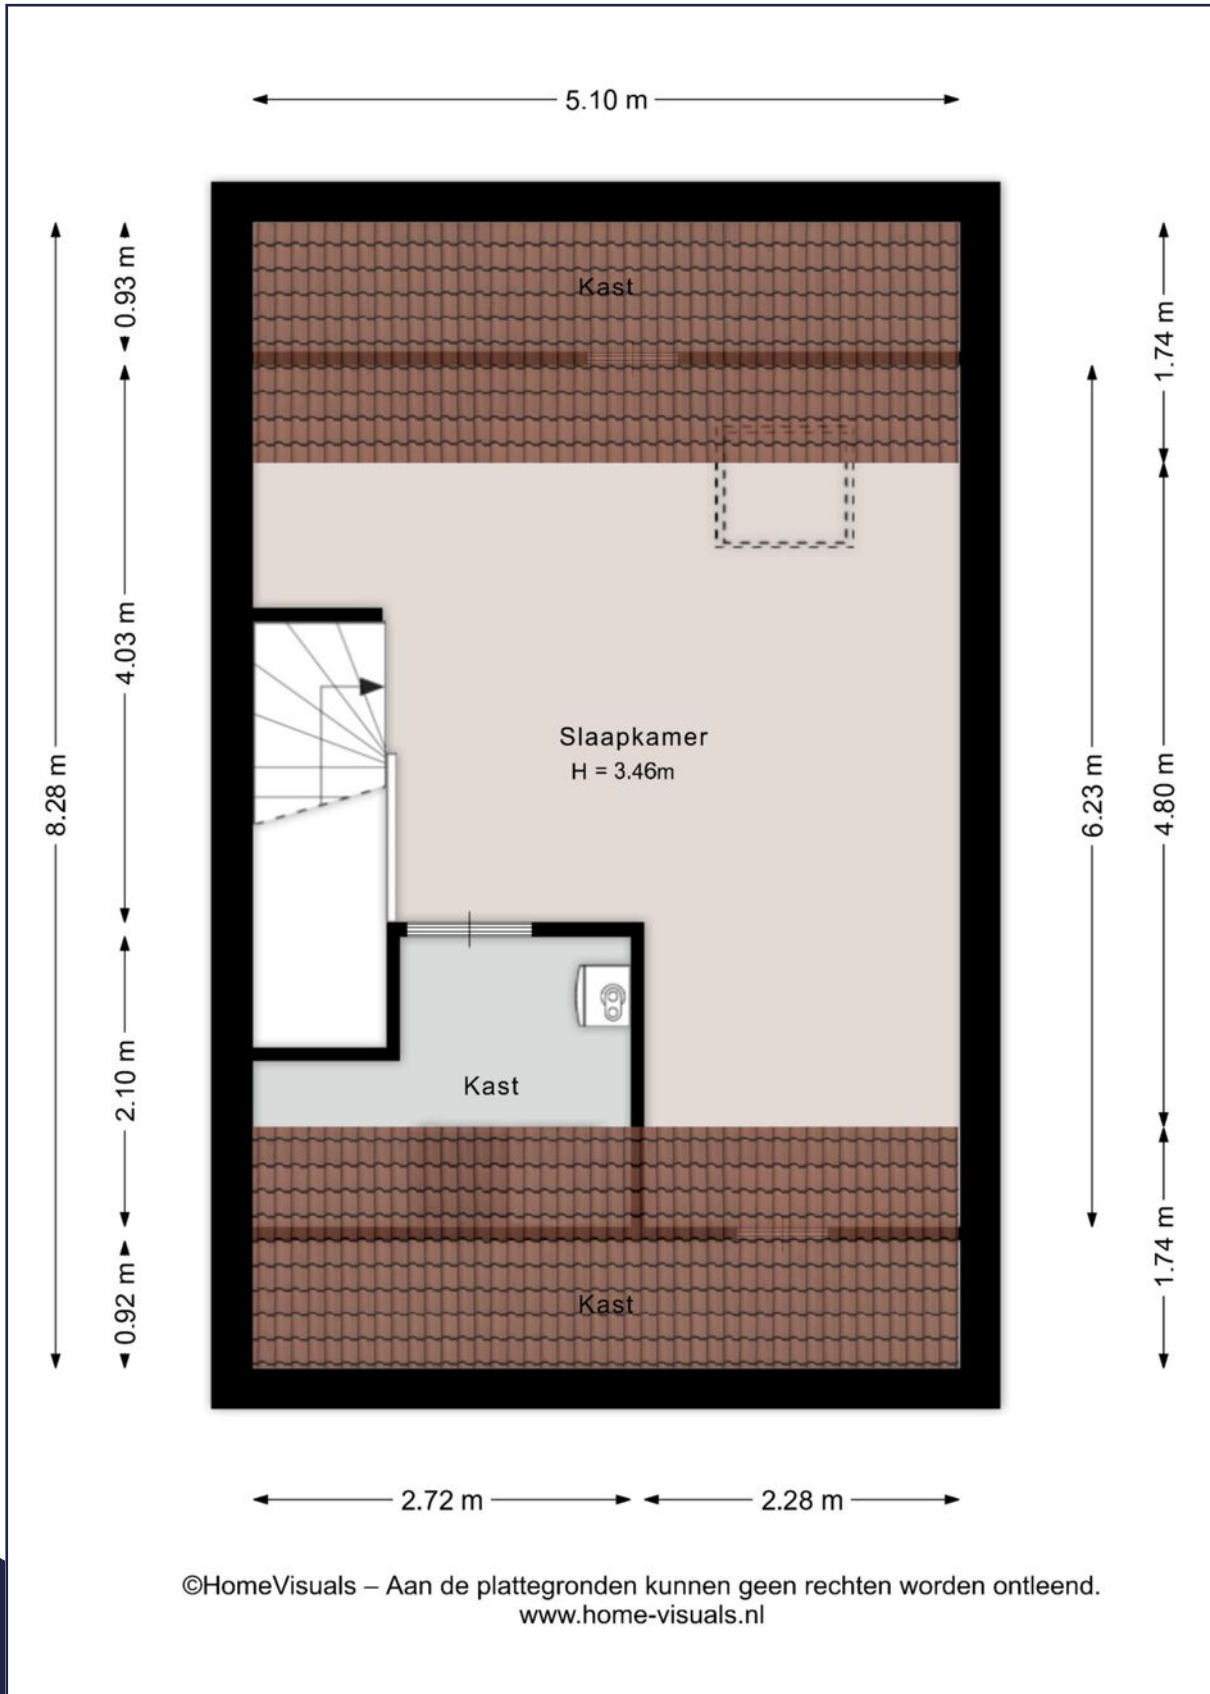 5.10 m
0.93 m
1.74 m
Kast
4.03 m
8.28 m
Slaapkamer
H = 3.46m
6.23 m
4.80 m
2.10 m
Kast
1.74 m
0.92 m
Kast
2.72 m
2.28 m
©HomeVisuals – Aan de plattegronden kunnen geen rechten worden ontleend.
www.home-visuals.nl